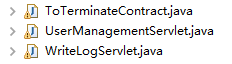 ToTerminateContract.java
UserManagementServlet.java
WriteLogServlet.java